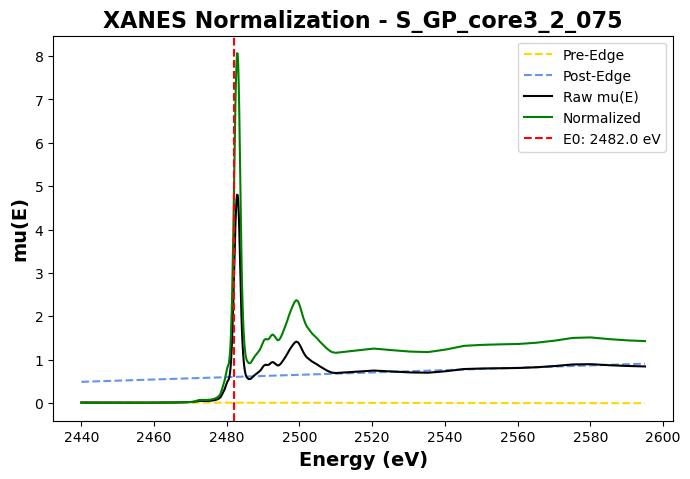 XANES Normalization - S_GP_core3_2_075
mu(E)
8
7
6
5
4
3
2
1
0
Pre-Edge
Post-Edge
Raw mu(E)
Normalized
E0: 2482.0 eV
2440 2460 2480 2500 2520 2540 2560 2580 2600
Energy (eV)